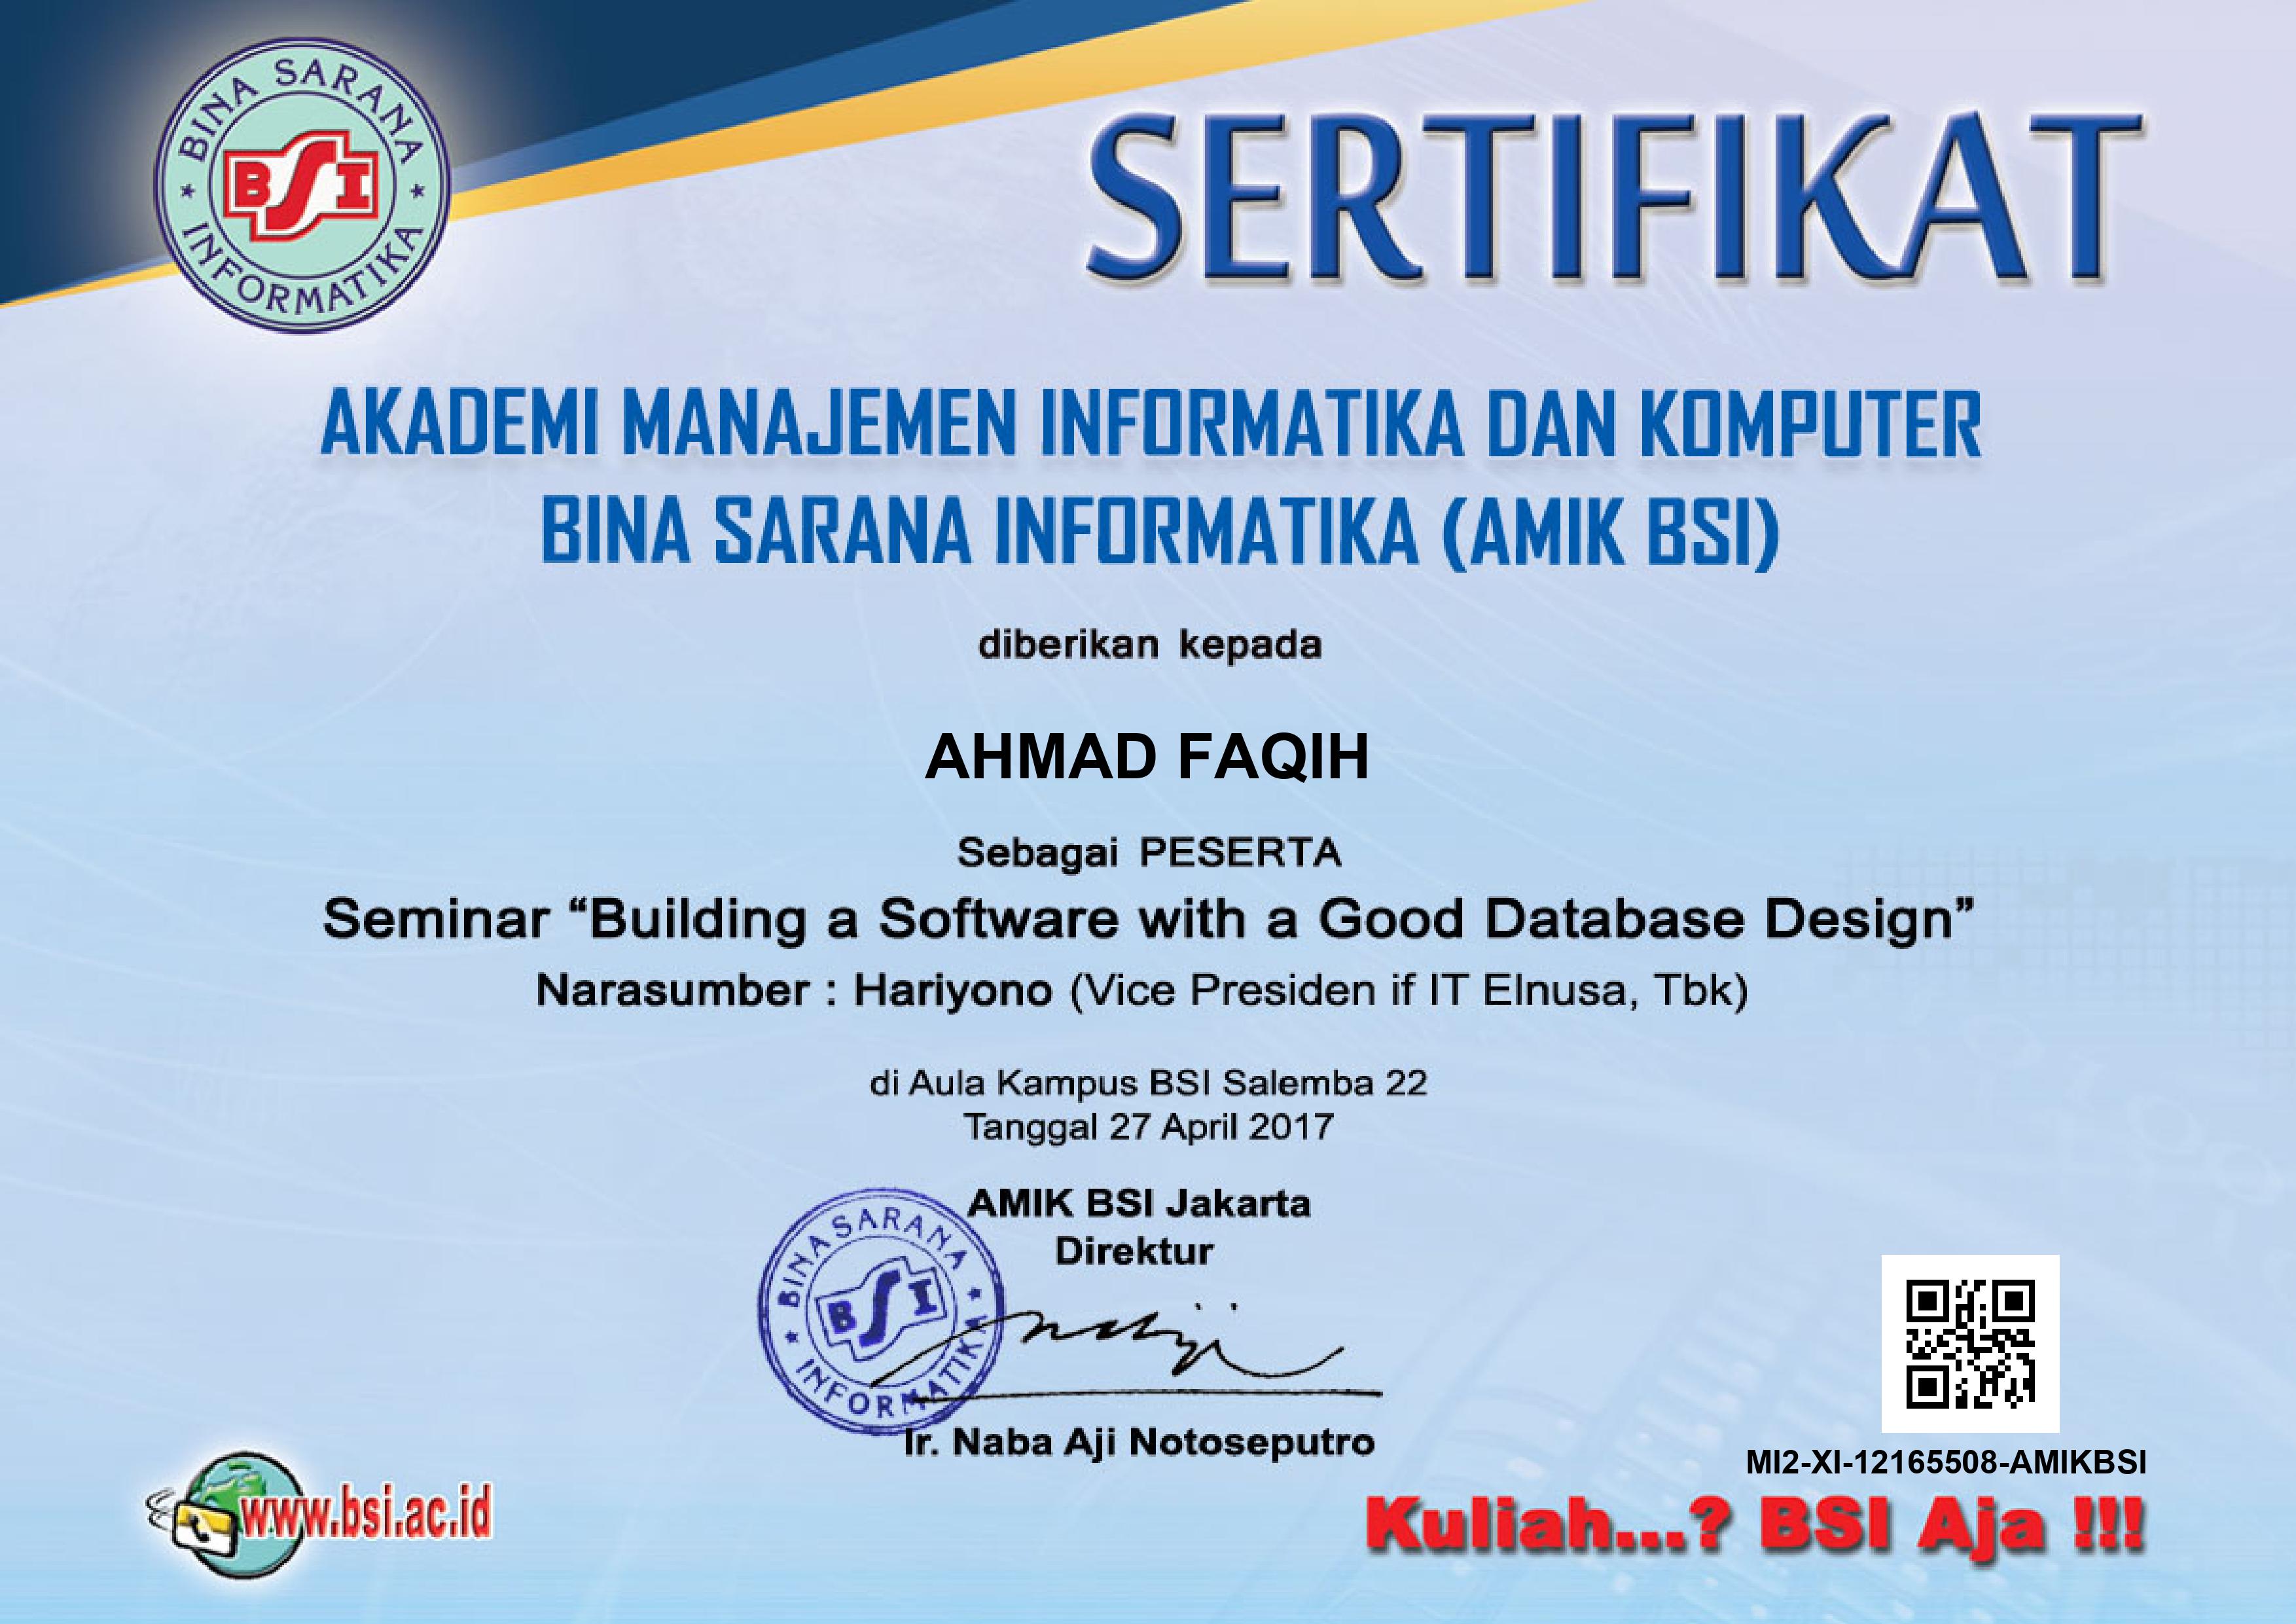 BINA SARANA INFORMATIKA
BSI
SERTIFIKAT
AKADEMI MANAJEMEN INFORMATIKA DAN KOMPUTER
BINA SARANA INFORMATIKA (AMIK BSI)
diberikan kepada
AHMAD FAQIH
Sebagai PESERTA
Seminar “Building a Software with a Good Database Design”
Narasumber : Hariyono (Vice Presiden if IT Elnusa, Tbk)
di Aula Kampus BSI Salemba 22
Tanggal 27 April 2017
AMIK BSI Jakarta
Direktur
BINA SARANA INFORMATIKA
BSI
Ir. Naba Aji Notoseputro
MI2-XI-12165508-AMIKBSI
www.bsi.ac.id
Kuliah...? BSI Aja !!!